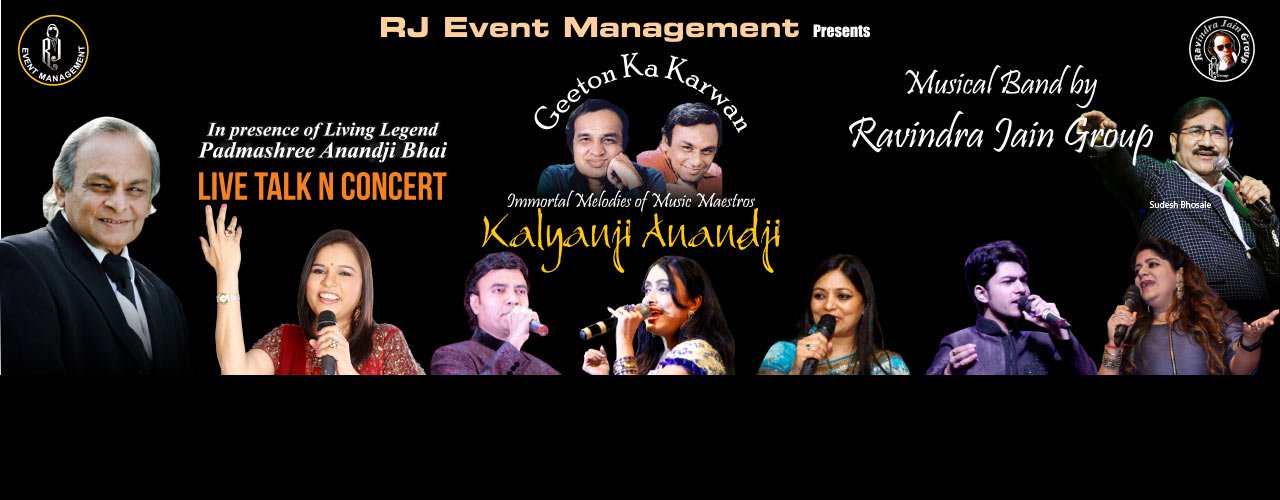 RJ Event Management Presents
RJ
EVENT MANAGEMENT
Geeton Ka Karwan
Ravindra Jain Group
Musical Band by
Ravindra Jain Group
In presence of Living Legend
Padmashree Anandji Bhai
LIVE TALK N CONCERT
Immortal Melodies of Music Maestros
Kalyanji Anandji
Sudesh Bhosale